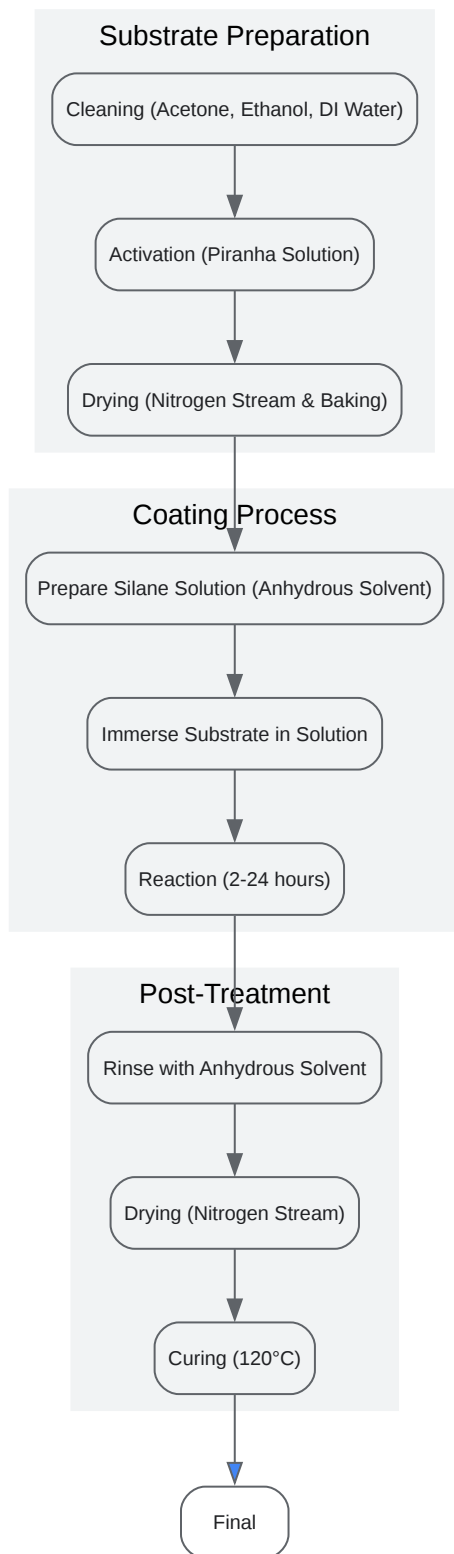 Substrate Preparation
Cleaning (Acetone, Ethanol, DI Water)
Activation (Piranha Solution)
Drying (Nitrogen Stream & Baking)
Coating Process
Prepare Silane Solution (Anhydrous Solvent)
Immerse Substrate in Solution
Reaction (2-24 hours)
Post-Treatment
Rinse with Anhydrous Solvent
Drying (Nitrogen Stream)
Curing (120°C)
Final